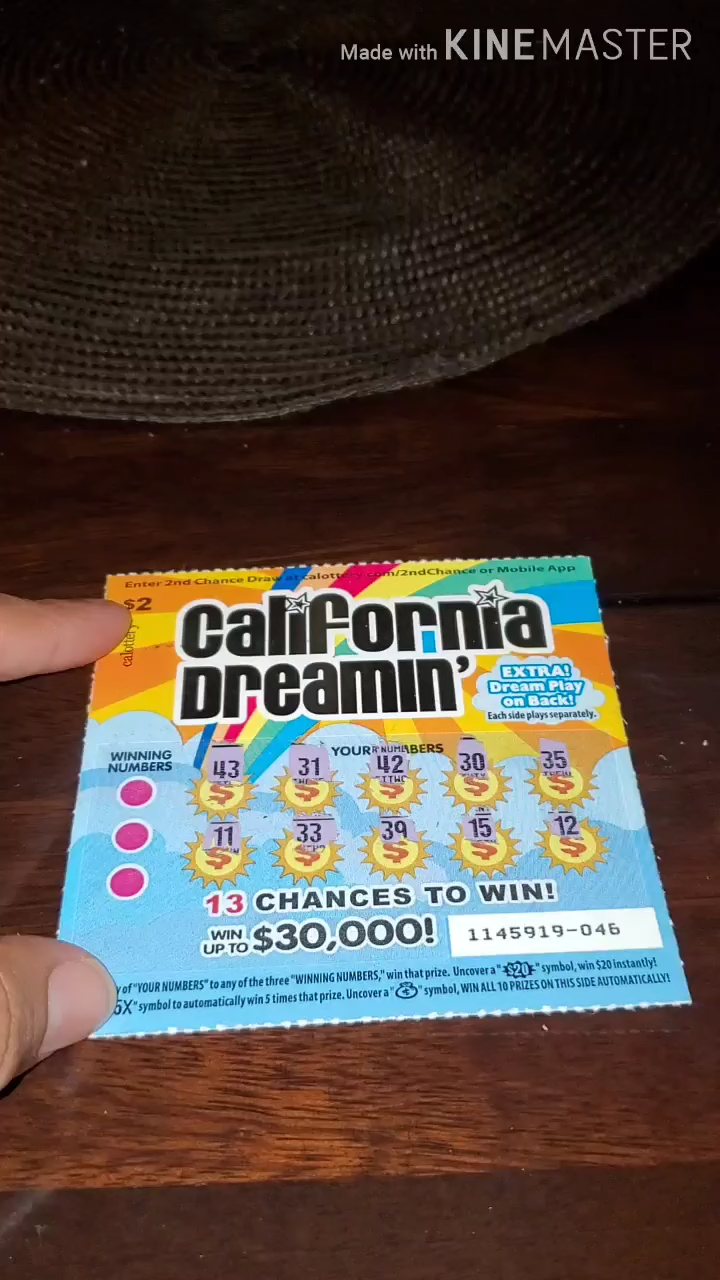 Made with KINEMASTER
Enter 2nd Chance Draw at calottery.com/2ndChance or Mobile App
$2
calottery
California
Dreamin'
EXTRA!
Dream Play
on Back!
Each side plays separately.
WINNING
NUMBERS
YOUR NUMBERS
43 31 42 30 35
11 33 39 15 12
13 CHANCES TO WIN!
WIN
UP TO $30,000!
1145919-046
y of "YOUR NUMBERS" to any of the three "WINNING NUMBERS," win that prize. Uncover a "$20" symbol, win $20 instantly!
5X" symbol to automatically win 5 times that prize. Uncover a " " symbol, WIN ALL 10 PRIZES ON THIS SIDE AUTOMATICALLY!